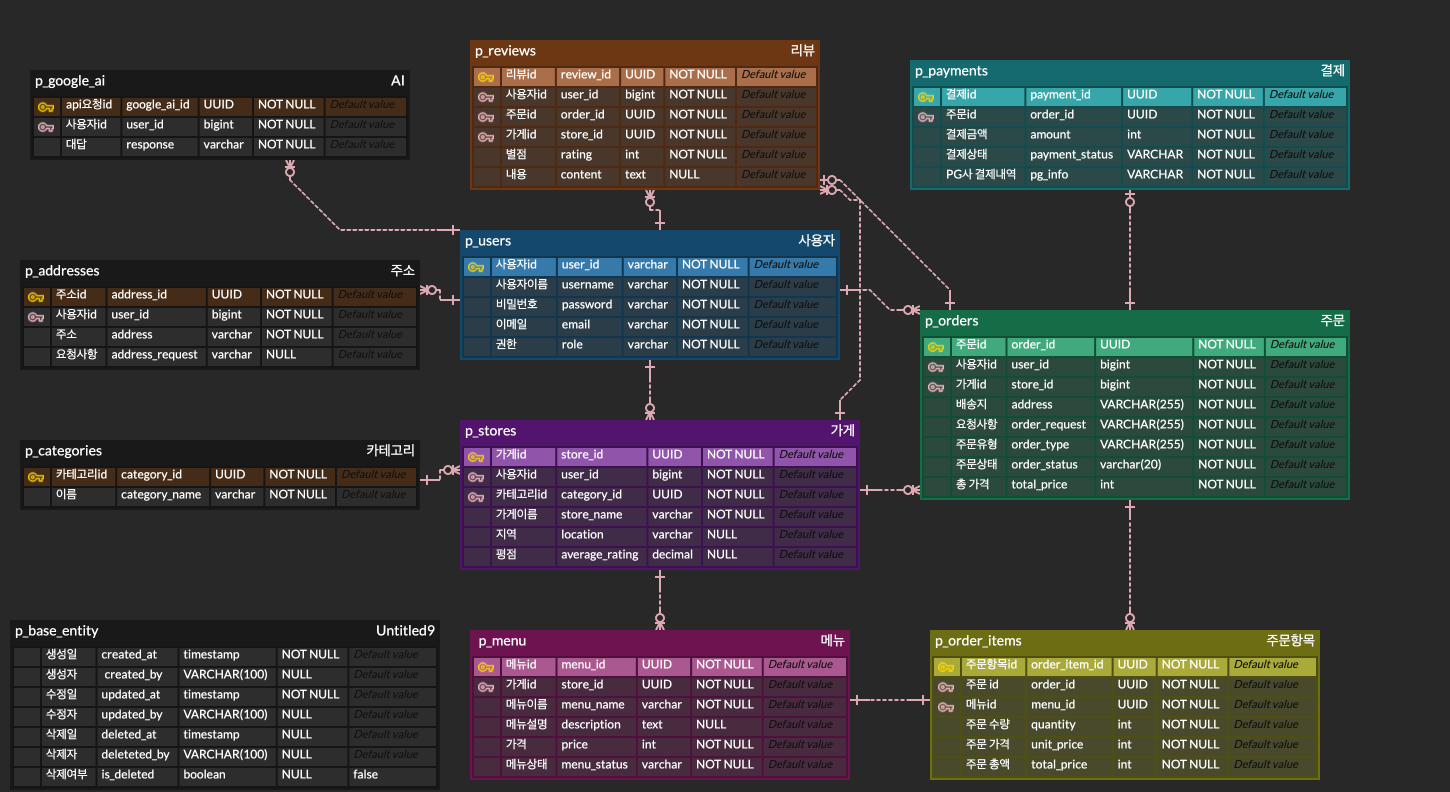 p_google_ai AI
api요청id google_ai_id UUID NOT NULL Default value
사용자id user_id bigint NOT NULL Default value
대답 response varchar NOT NULL Default value
p_reviews 리뷰
리뷰id review_id UUID NOT NULL Default value
사용자id user_id bigint NOT NULL Default value
주문id order_id UUID NOT NULL Default value
가게id store_id UUID NOT NULL Default value
별점 rating int NOT NULL Default value
내용 content text NULL Default value
p_payments 결제
결제id payment_id UUID NOT NULL Default value
주문id order_id UUID NOT NULL Default value
결제금액 amount int NOT NULL Default value
결제상태 payment_status VARCHAR NOT NULL Default value
PG사 결제내역 pg_info VARCHAR NOT NULL Default value
p_addresses 주소
주소id address_id UUID NOT NULL Default value
사용자id user_id bigint NOT NULL Default value
주소 address varchar NOT NULL Default value
요청사항 address_request varchar NULL Default value
p_users 사용자
사용자id user_id varchar NOT NULL Default value
사용자이름 username varchar NOT NULL Default value
비밀번호 password varchar NOT NULL Default value
이메일 email varchar NOT NULL Default value
권한 role varchar NOT NULL Default value
p_orders 주문
주문id order_id UUID NOT NULL Default value
사용자id user_id bigint NOT NULL Default value
가게id store_id bigint NOT NULL Default value
배송지 address VARCHAR(255) NOT NULL Default value
요청사항 order_request VARCHAR(255) NOT NULL Default value
주문유형 order_type VARCHAR(255) NOT NULL Default value
주문상태 order_status varchar(20) NOT NULL Default value
총 가격 total_price int NOT NULL Default value
p_categories 카테고리
카테고리id category_id UUID NOT NULL Default value
이름 category_name varchar NOT NULL Default value
p_stores 가게
가게id store_id UUID NOT NULL Default value
사용자id user_id bigint NOT NULL Default value
카테고리id category_id UUID NOT NULL Default value
가게이름 store_name varchar NOT NULL Default value
지역 location varchar NULL Default value
평점 average_rating decimal NULL Default value
p_base_entity Untitled9
생성일 created_at timestamp NOT NULL Default value
생성자 created_by VARCHAR(100) NULL Default value
수정일 updated_at timestamp NOT NULL Default value
수정자 updated_by VARCHAR(100) NULL Default value
삭제일 deleted_at timestamp NULL Default value
삭제자 deleteted_by VARCHAR(100) NULL Default value
삭제여부 is_deleted boolean NULL false
p_menu 메뉴
메뉴id menu_id UUID NOT NULL Default value
가게id store_id UUID NOT NULL Default value
메뉴이름 menu_name varchar NOT NULL Default value
메뉴설명 description text NULL Default value
가격 price int NOT NULL Default value
메뉴상태 menu_status varchar NOT NULL Default value
p_order_items 주문항목
주문항목id order_item_id UUID NOT NULL Default value
주문 id order_id UUID NOT NULL Default value
메뉴id menu_id UUID NOT NULL Default value
주문 수량 quantity int NOT NULL Default value
주문 가격 unit_price int NOT NULL Default value
주문 총액 total_price int NOT NULL Default value